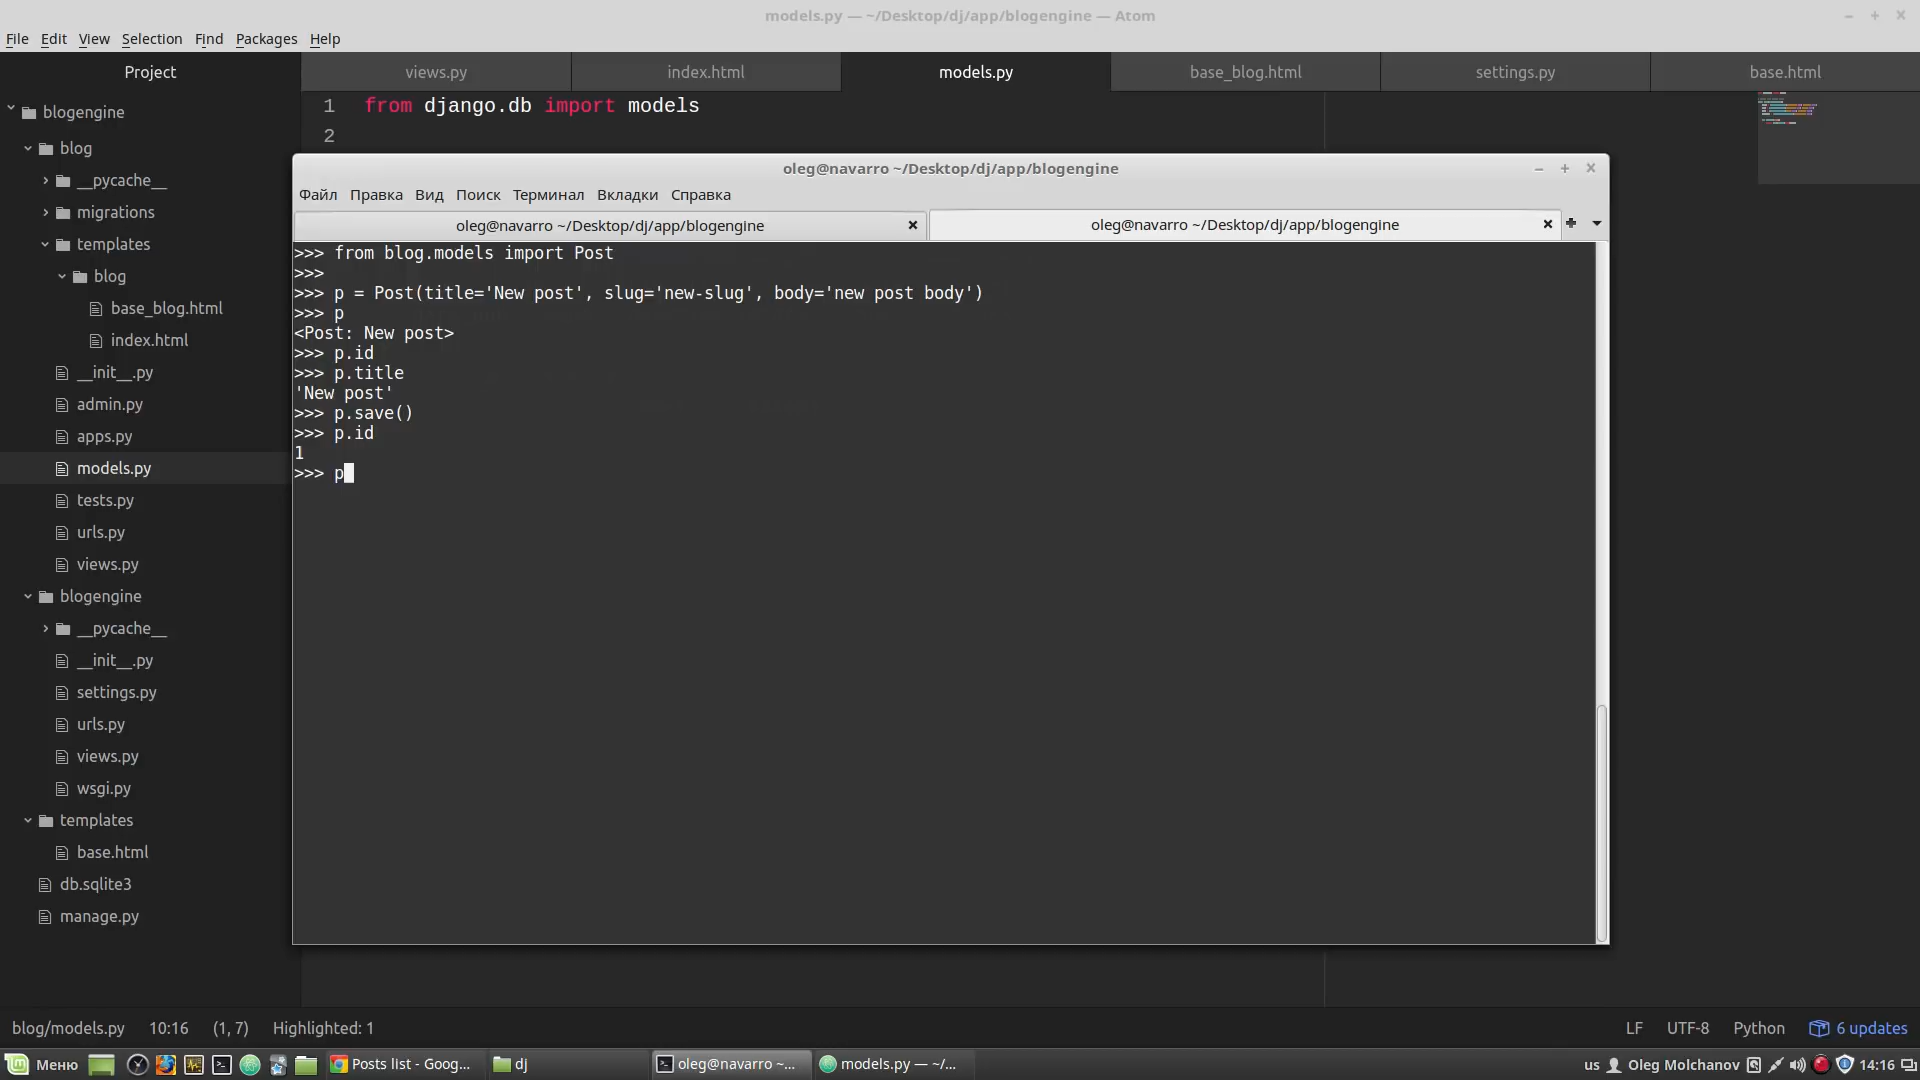 models.py — ~/Desktop/dj/app/blogengine — Atom
File Edit View Selection Find Packages Help
Project
views.py
index.html
models.py
base_blog.html
settings.py
base.html
blogengine
blog
__pycache__
migrations
templates
blog
base_blog.html
index.html
__init__.py
admin.py
apps.py
models.py
tests.py
urls.py
views.py
blogengine
__pycache__
__init__.py
settings.py
urls.py
views.py
wsgi.py
templates
base.html
db.sqlite3
manage.py
1 from django.db import models
2
oleg@navarro ~/Desktop/dj/app/blogengine
Файл Правка Вид Поиск Терминал Вкладки Справка
oleg@navarro ~/Desktop/dj/app/blogengine
oleg@navarro ~/Desktop/dj/app/blogengine
>>> from blog.models import Post
>>>
>>> p = Post(title='New post', slug='new-slug', body='new post body')
>>> p
<Post: New post>
>>> p.id
>>> p.title
'New post'
>>> p.save()
>>> p.id
1
>>> p
blog/models.py 10:16 (1, 7) Highlighted: 1
LF UTF-8 Python 6 updates
Меню
Posts list - Goog...
dj
oleg@navarro ~...
models.py — ~/...
us Oleg Molchanov 14:16